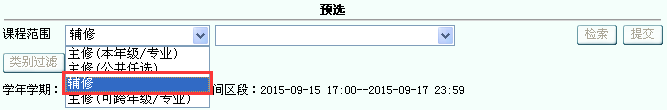 预选
课程范围 辅修 检索 提交
主修(本年级/专业)
类别过滤 主修(公共任选)
辅修
学年学期： 间区段：2015-09-15 17:00--2015-09-17 23:59
主修(可跨年级/专业)